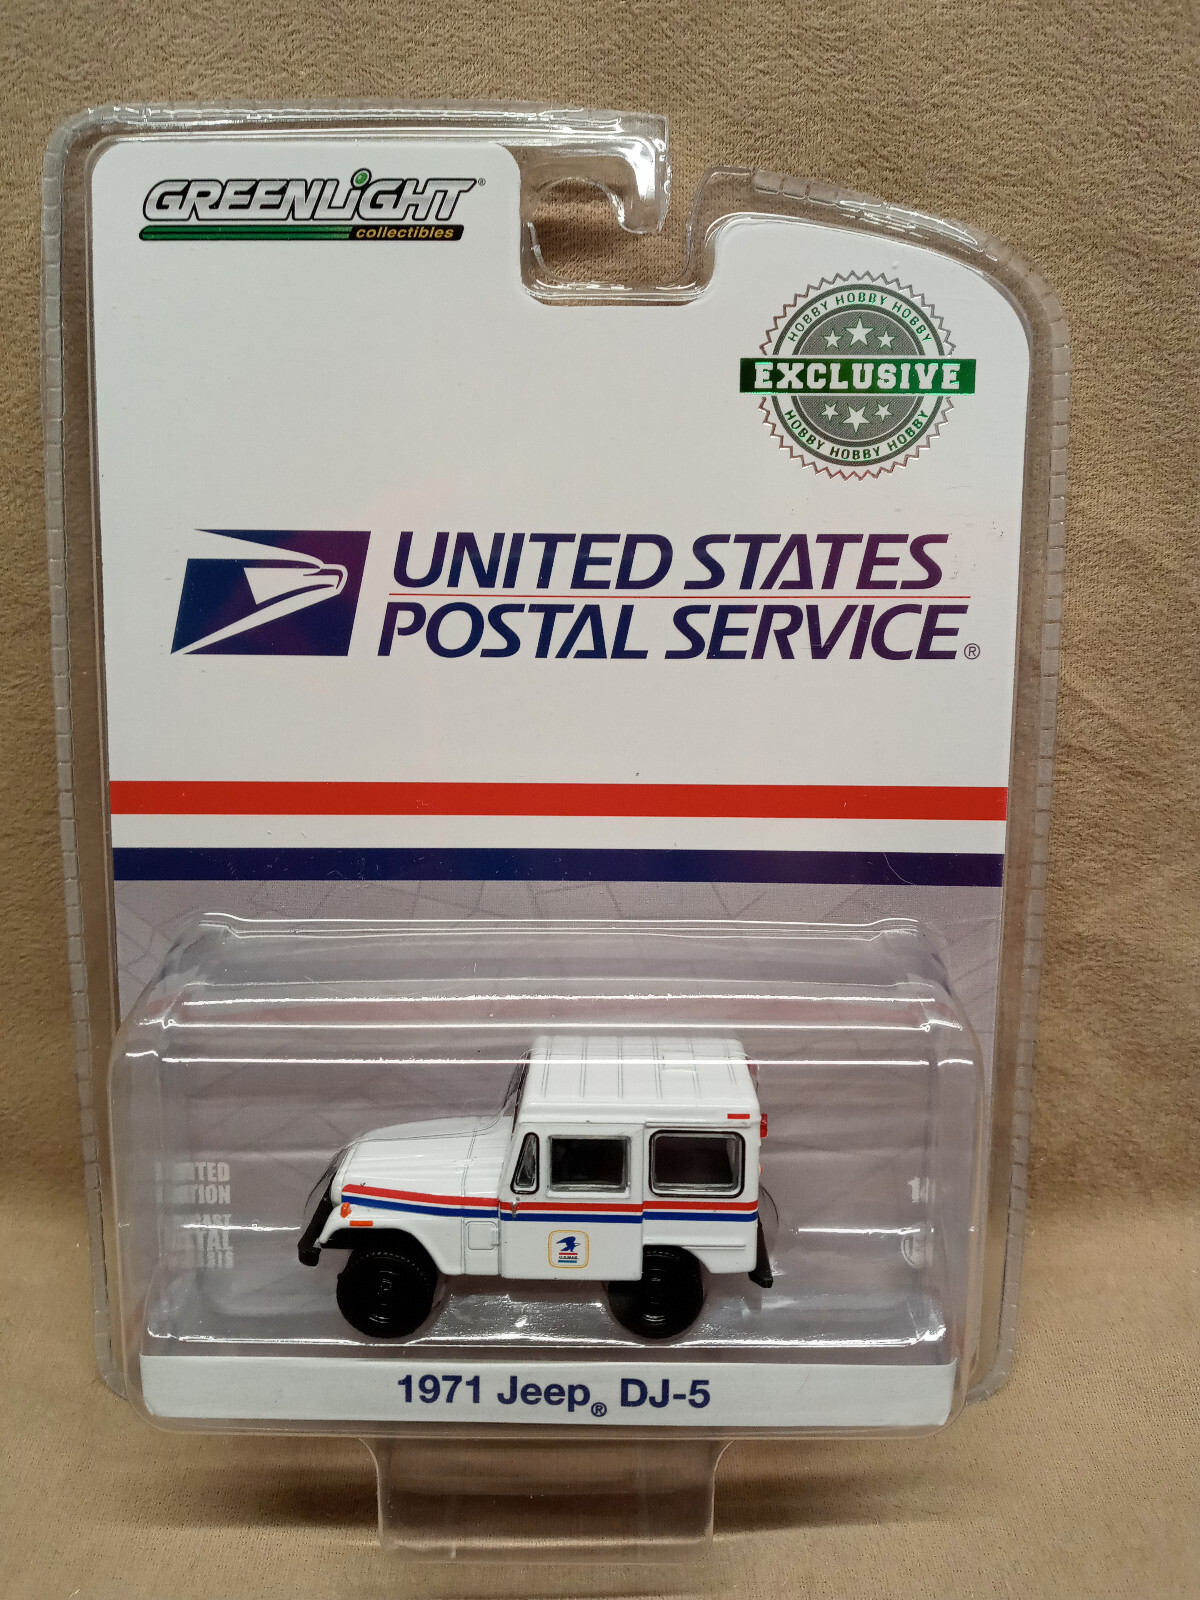 GREENLiGHT®
collectibles
HOBBY HOBBY HOBBY
EXCLUSIVE
HOBBY HOBBY HOBBY
UNITED STATES
POSTAL SERVICE®
1971 Jeep® DJ-5